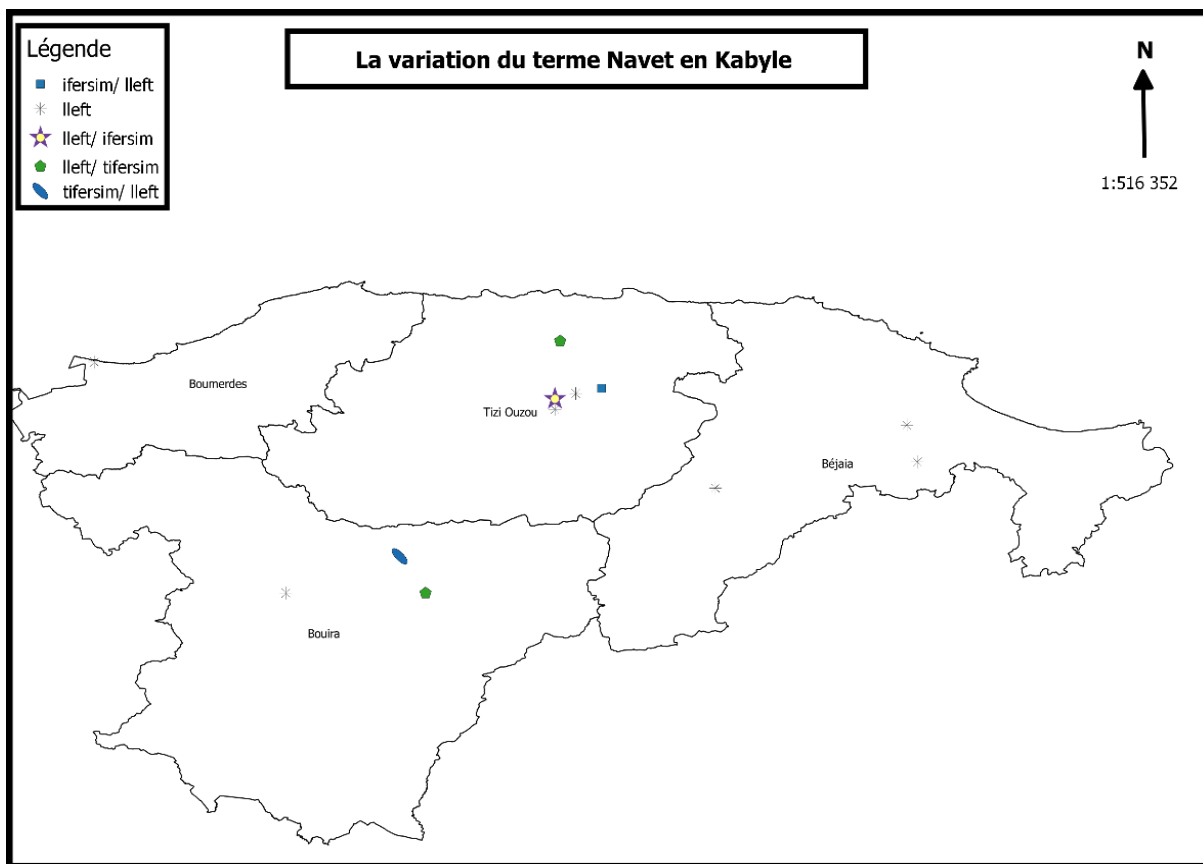 La variation du terme Navet en Kabyle
Légende
ifersim/ lleft
lleft
lleft/ ifersim
lleft/ tifersim
tifersim/ lleft
N
1:516 352
Boumerdes
Tizi Ouzou
Béjaia
Bouira